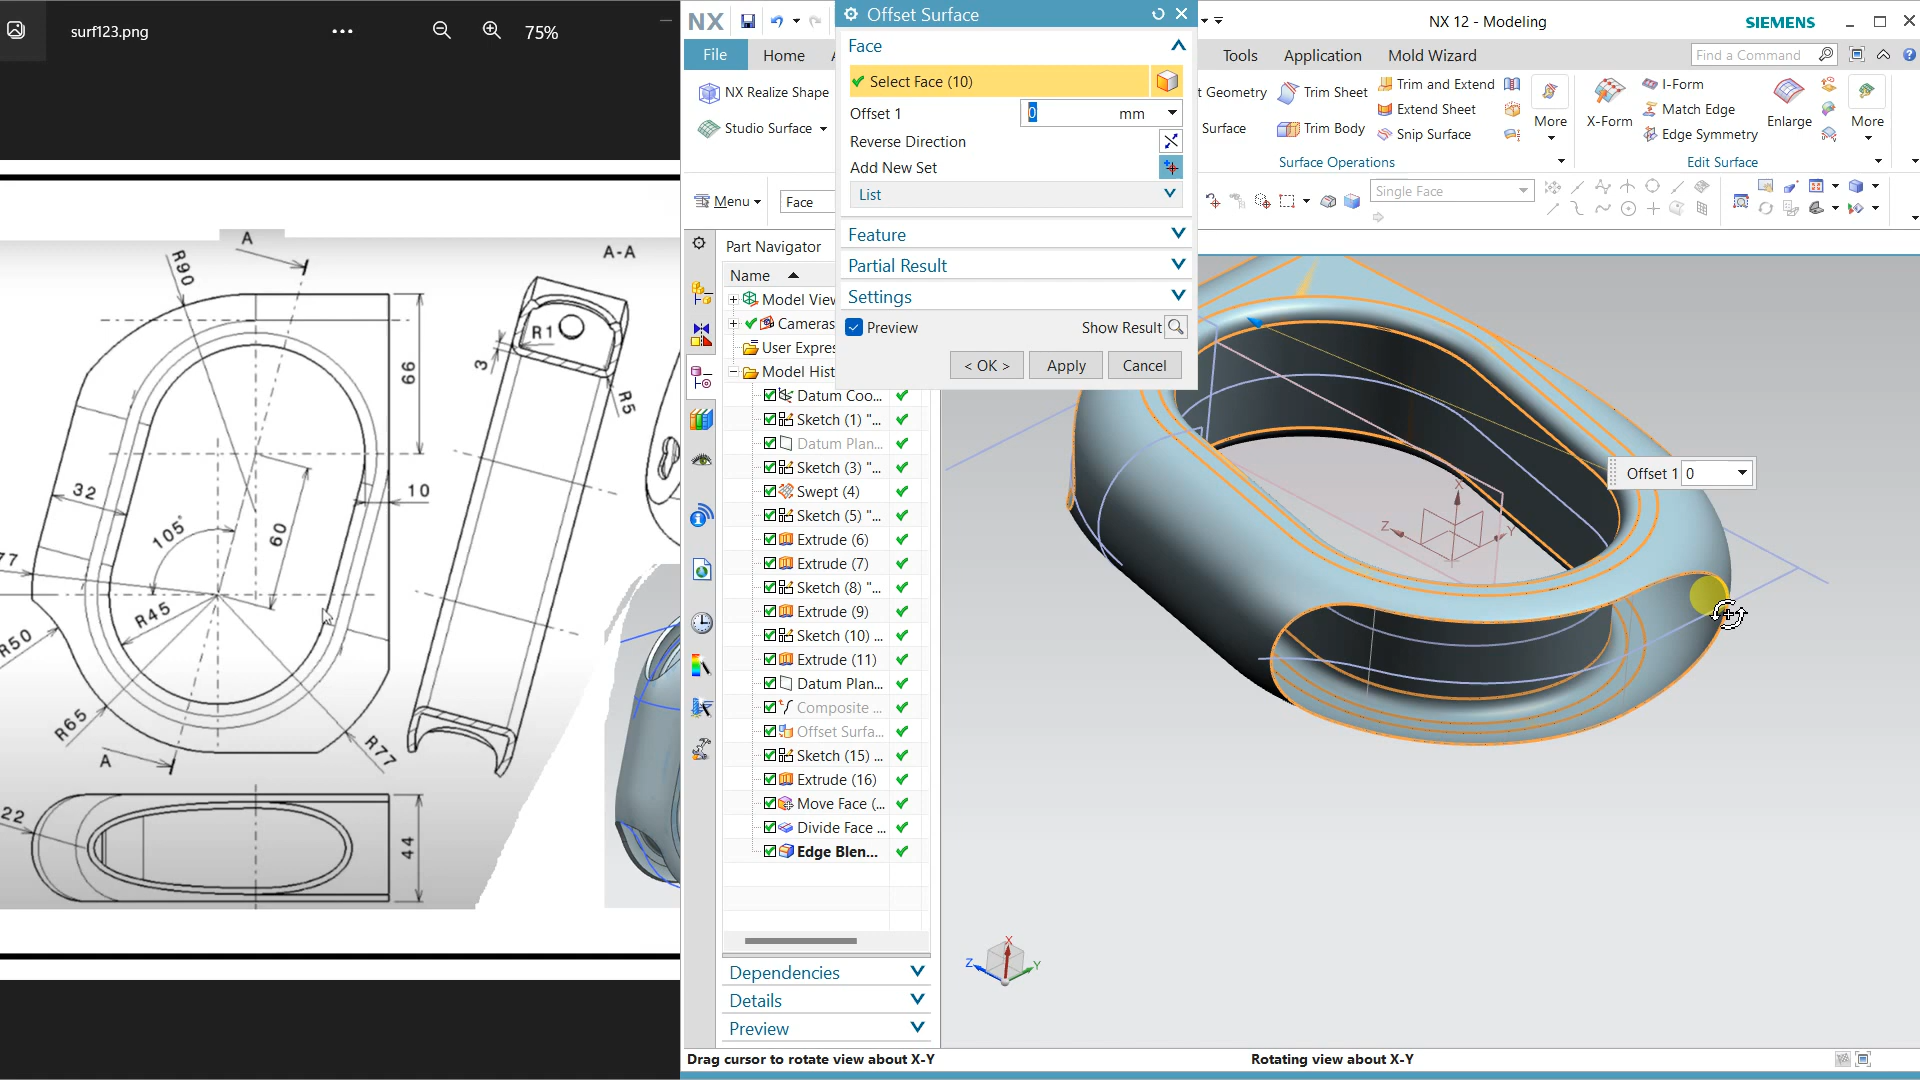 surf123.png
75%
R90
A
A-A
R1
3
66
R5
32
10
105°
60
77
R45
R50
R65
R77
A
22
44
NX
NX 12 - Modeling
SIEMENS
File
Home
Tools
Application
Mold Wizard
Find a Command
NX Realize Shape
Studio Surface
t Geometry
Surface
Trim Sheet
Trim Body
Trim and Extend
Extend Sheet
Snip Surface
More
Surface Operations
X-Form
I-Form
Match Edge
Edge Symmetry
Enlarge
More
Edit Surface
Menu
Face
Single Face
Offset Surface
Face
Select Face (10)
Offset 1
0
mm
Reverse Direction
Add New Set
List
Feature
Partial Result
Settings
Preview
Show Result
< OK >
Apply
Cancel
Part Navigator
Name
Model View
Cameras
User Expres
Model Hist
Datum Coo...
Sketch (1) "...
Datum Plan...
Sketch (3) "...
Swept (4)
Sketch (5) "...
Extrude (6)
Extrude (7)
Sketch (8) "...
Extrude (9)
Sketch (10) ...
Extrude (11)
Datum Plan...
Composite ...
Offset Surfa...
Sketch (15) ...
Extrude (16)
Move Face (...
Divide Face ...
Edge Blen...
Dependencies
Details
Preview
Offset 1 0
X
Z
Y
X
Z
Y
Drag cursor to rotate view about X-Y
Rotating view about X-Y